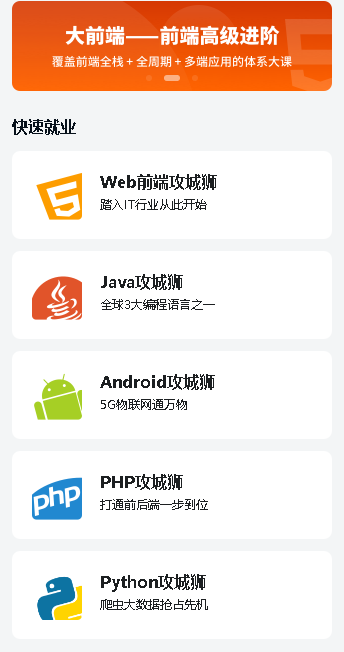 大前端——前端高级进阶
覆盖前端全栈 + 全周期 + 多端应用的体系大课
快速就业
Web前端攻城狮
踏入IT行业从此开始
Java攻城狮
全球3大编程语言之一
Android攻城狮
5G物联网通万物
PHP攻城狮
php
打通前后端一步到位
Python攻城狮
爬虫大数据抢占先机